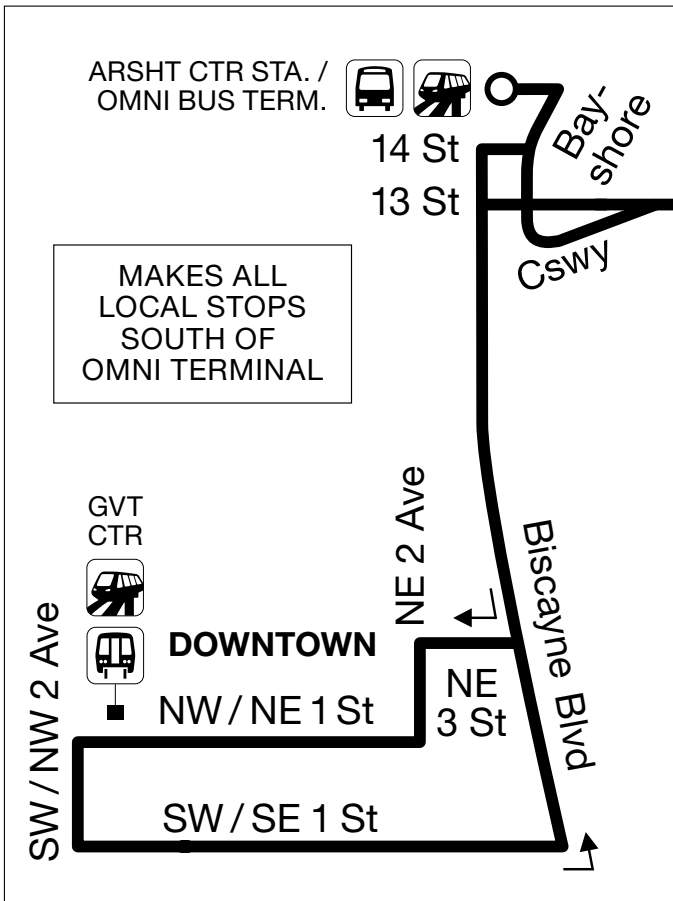 ARSHT CTR STA. /
OMNI BUS TERM.
14 St
13 St
Bay-
shore
Cswy
MAKES ALL
LOCAL STOPS
SOUTH OF
OMNI TERMINAL
GVT
CTR
NE 2 Ave
Biscayne Blvd
DOWNTOWN
NE
3 St
SW / NW 2 Ave
NW / NE 1 St
SW / SE 1 St